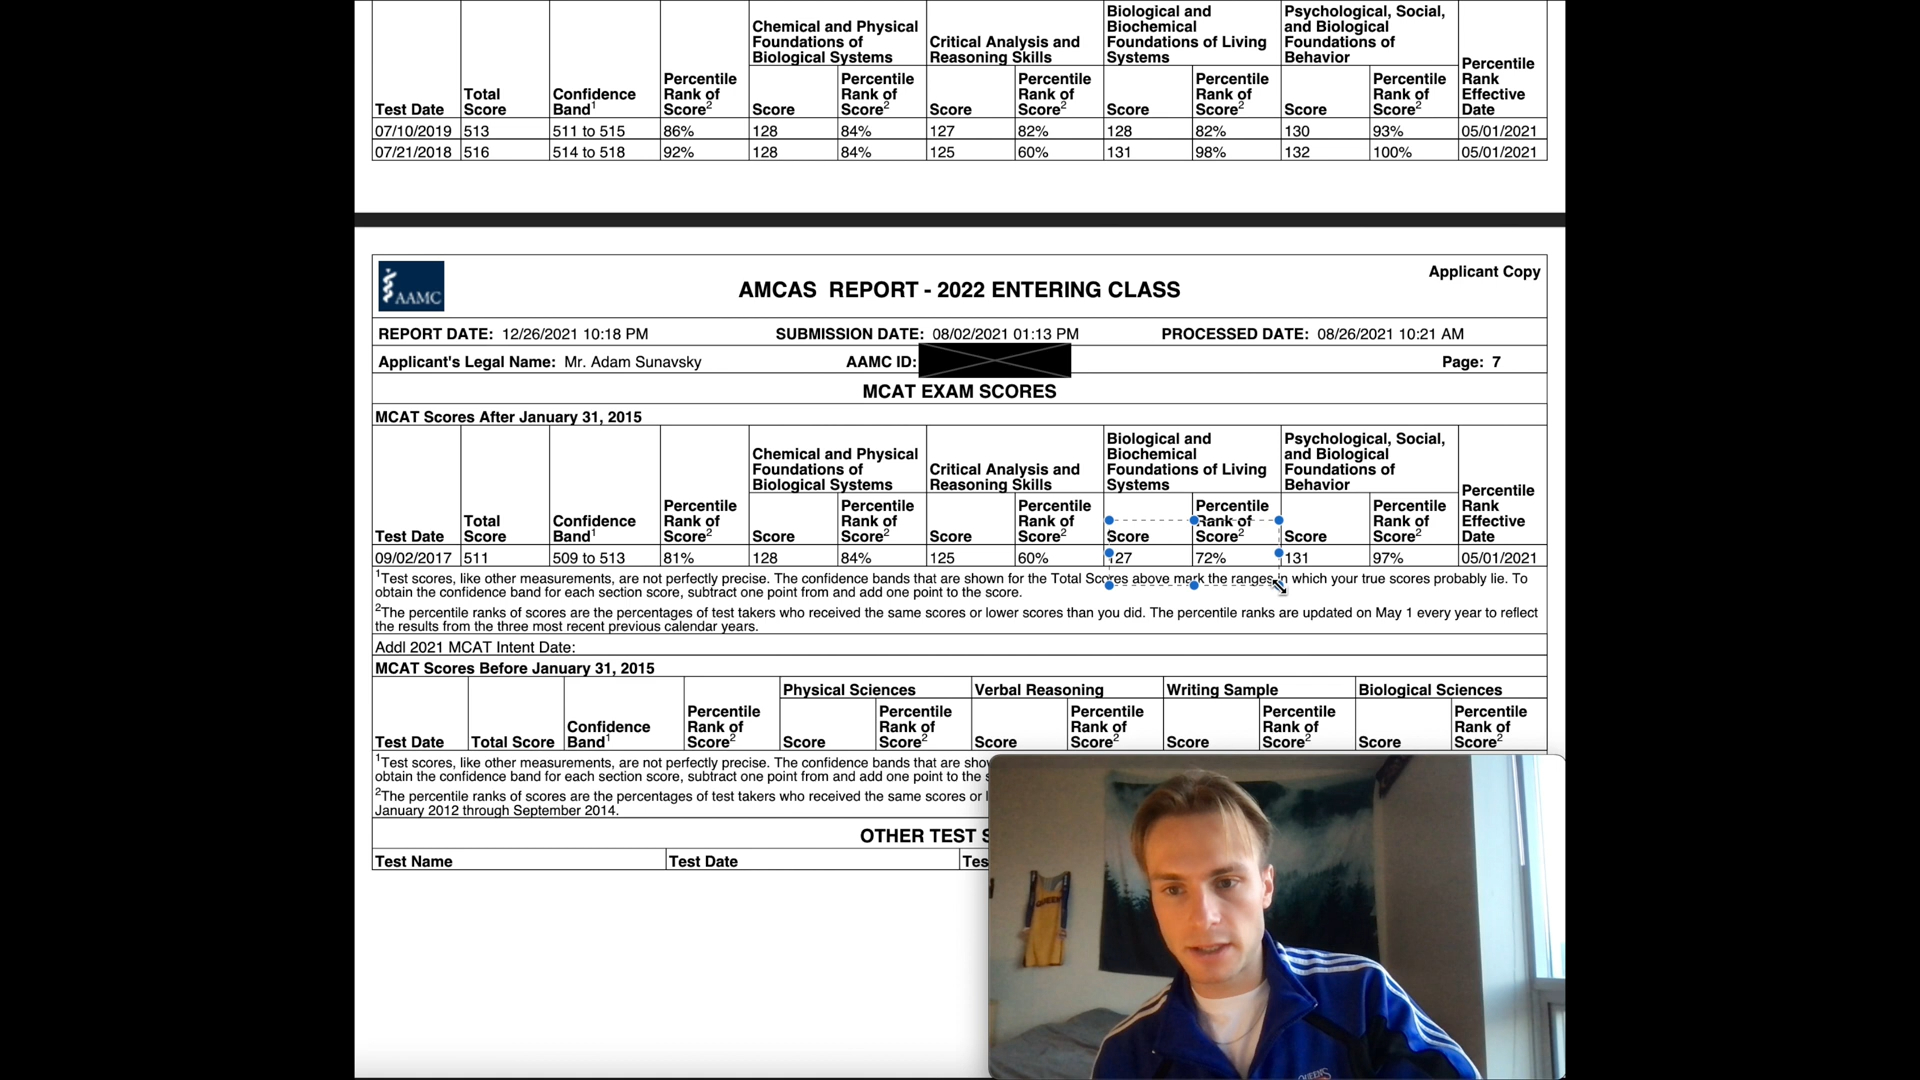 Chemical and Physical Foundations of Biological Systems
Critical Analysis and Reasoning Skills
Biological and Biochemical Foundations of Living Systems
Psychological, Social, and Biological Foundations of Behavior
Test Date Total Score Confidence Band1 Percentile Rank of Score2 Score Percentile Rank of Score2 Score Percentile Rank of Score2 Score Percentile Rank of Score2 Score Percentile Rank of Score2 Percentile Rank Effective Date
07/10/2019 513 511 to 515 86% 128 84% 127 82% 128 82% 130 93% 05/01/2021
07/21/2018 516 514 to 518 92% 128 84% 125 60% 131 98% 132 100% 05/01/2021
AAMC
Applicant Copy
AMCAS REPORT - 2022 ENTERING CLASS
REPORT DATE: 12/26/2021 10:18 PM SUBMISSION DATE: 08/02/2021 01:13 PM PROCESSED DATE: 08/26/2021 10:21 AM
Applicant's Legal Name: Mr. Adam Sunavsky AAMC ID: Page: 7
MCAT EXAM SCORES
MCAT Scores After January 31, 2015
Chemical and Physical Foundations of Biological Systems
Critical Analysis and Reasoning Skills
Biological and Biochemical Foundations of Living Systems
Psychological, Social, and Biological Foundations of Behavior
Test Date Total Score Confidence Band1 Percentile Rank of Score2 Score Percentile Rank of Score2 Score Percentile Rank of Score2 Score Percentile Rank of Score2 Score Percentile Rank of Score2 Percentile Rank Effective Date
09/02/2017 511 509 to 513 81% 128 84% 125 60% 127 72% 131 97% 05/01/2021
1Test scores, like other measurements, are not perfectly precise. The confidence bands that are shown for the Total Scores above mark the ranges in which your true scores probably lie. To
obtain the confidence band for each section score, subtract one point from and add one point to the score.
2The percentile ranks of scores are the percentages of test takers who received the same scores or lower scores than you did. The percentile ranks are updated on May 1 every year to reflect
the results from the three most recent previous calendar years.
Addl 2021 MCAT Intent Date:
MCAT Scores Before January 31, 2015
Physical Sciences Verbal Reasoning Writing Sample Biological Sciences
Test Date Total Score Confidence Band1 Percentile Rank of Score2 Score Percentile Rank of Score2 Score Percentile Rank of Score2 Score Percentile Rank of Score2 Score Percentile Rank of Score2
1Test scores, like other measurements, are not perfectly precise. The confidence bands that are show
obtain the confidence band for each section score, subtract one point from and add one point to the s
2The percentile ranks of scores are the percentages of test takers who received the same scores or l
January 2012 through September 2014.
OTHER TEST S
Test Name Test Date Tes